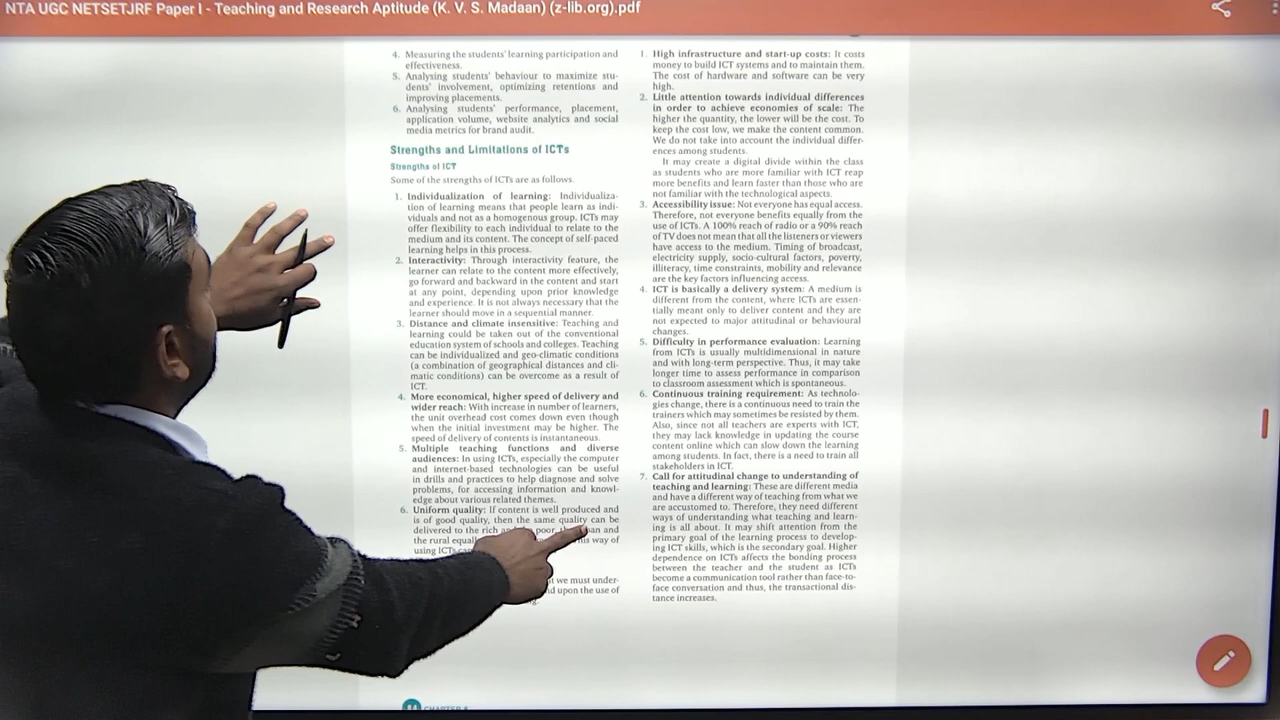 NTA UGC NETSETJRF Paper I - Teaching and Research Aptitude (K. V. S. Madaan) (z-lib.org).pdf
4. Measuring the students' learning participation and
effectiveness.
5. Analysing students' behaviour to maximize stu-
dents' involvement, optimizing retentions and
improving placements.
6. Analysing students' performance, placement,
application volume, website analytics and social
media metrics for brand audit.
Strengths and Limitations of ICTs
Strengths of ICT
Some of the strengths of ICTs are as follows.
1. Individualization of learning: Individualiza-
tion of learning means that people learn as indi-
viduals and not as a homogenous group. ICTs may
offer flexibility to each individual to relate to the
medium and its content. The concept of self-paced
learning helps in this process.
2. Interactivity: Through interactivity feature, the
learner can relate to the content more effectively,
go forward and backward in the content and start
at any point, depending upon prior knowledge
and experience. It is not always necessary that the
learner should move in a sequential manner.
3. Distance and climate insensitive: Teaching and
learning could be taken out of the conventional
education system of schools and colleges. Teaching
can be individualized and geo-climatic conditions
(a combination of geographical distances and cli-
matic conditions) can be overcome as a result of
ICT.
4. More economical, higher speed of delivery and
wider reach: With increase in number of learners,
the unit overhead cost comes down even though
when the initial investment may be higher. The
speed of delivery of contents is instantaneous.
5. Multiple teaching functions and diverse
audiences: In using ICTs, especially the computer
and internet-based technologies can be useful
in drills and practices to help diagnose and solve
problems, for accessing information and knowl-
edge about various related themes.
6. Uniform quality: If content is well produced and
is of good quality, then the same quality can be
delivered to the rich and poor, and
the rural way of
using ICTs
we must under-
upon the use of
CHAPTER
1. High infrastructure and start-up costs: It costs
money to build ICT systems and to maintain them.
The cost of hardware and software can be very
high.
2. Little attention towards individual differences
in order to achieve economies of scale: The
higher the quantity, the lower will be the cost. To
keep the cost low, we make the content common.
We do not take into account the individual differ-
ences among students.
It may create a digital divide within the class
as students who are more familiar with ICT reap
more benefits and learn faster than those who are
not familiar with the technological aspects.
3. Accessibility issue: Not everyone has equal access.
Therefore, not everyone benefits equally from the
use of ICTs. A 100% reach of radio or a 90% reach
of TV does not mean that all the listeners or viewers
have access to the medium. Timing of broadcast,
electricity supply, socio-cultural factors, poverty,
illiteracy, time constraints, mobility and relevance
are the key factors influencing access.
4. ICT is basically a delivery system: A medium is
different from the content, where ICTs are essen-
tially meant only to deliver content and they are
not expected to major attitudinal or behavioural
changes.
5. Difficulty in performance evaluation: Learning
from ICTs is usually multidimensional in nature
and with long-term perspective. Thus, it may take
longer time to assess performance in comparison
to classroom assessment which is spontaneous.
6. Continuous training requirement: As technolo-
gies change, there is a continuous need to train the
trainers which may sometimes be resisted by them.
Also, since not all teachers are experts with ICT,
they may lack knowledge in updating the course
content online which can slow down the learning
among students. In fact, there is a need to train all
stakeholders in ICT.
7. Call for attitudinal change to understanding of
teaching and learning: These are different media
and have a different way of teaching from what we
are accustomed to. Therefore, they need different
ways of understanding what teaching and learn-
ing is all about. It may shift attention from the
primary goal of the learning process to develop-
ing ICT skills, which is the secondary goal. Higher
dependence on ICTs affects the bonding process
between the teacher and the student as ICTs
become a communication tool rather than face-to-
face conversation and thus, the transactional dis-
tance increases.